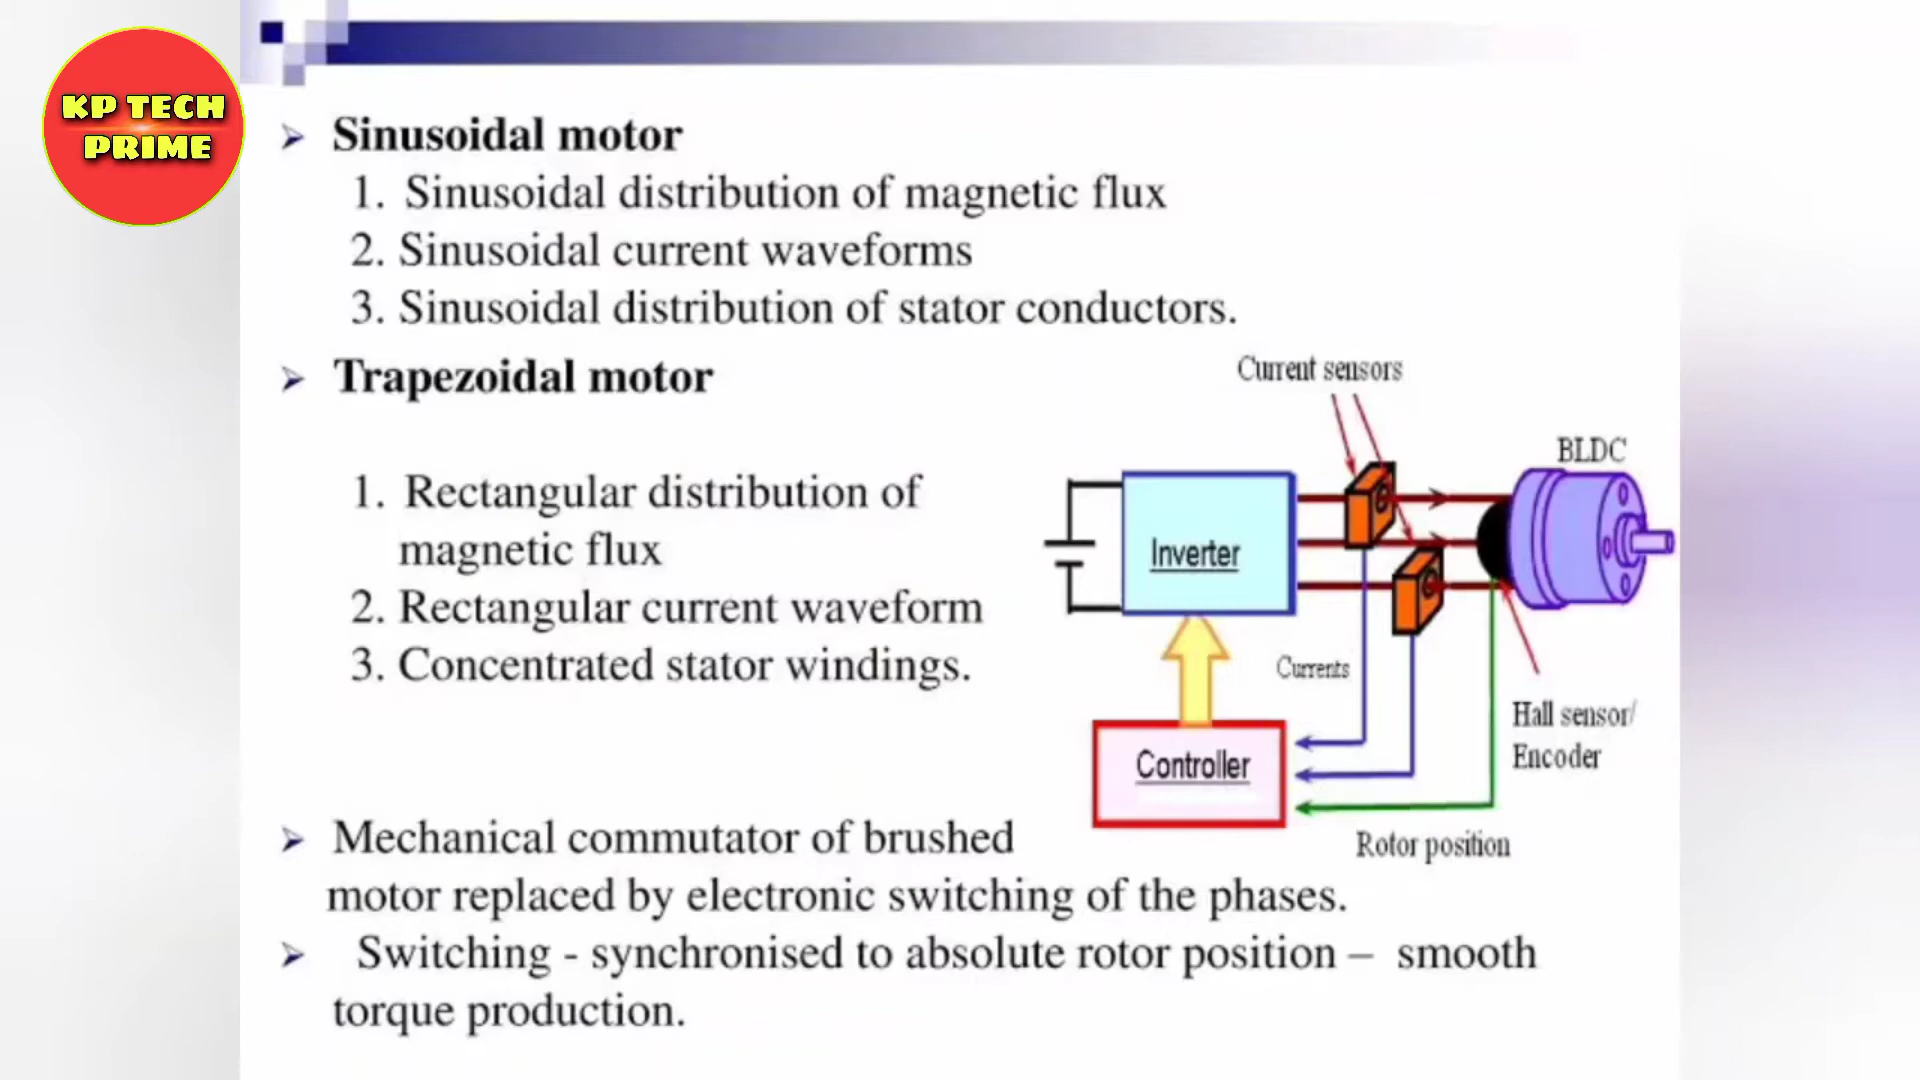 KP TECH
PRIME
➢ Sinusoidal motor
1. Sinusoidal distribution of magnetic flux
2. Sinusoidal current waveforms
3. Sinusoidal distribution of stator conductors.
➢ Trapezoidal motor
1. Rectangular distribution of
magnetic flux
2. Rectangular current waveform
3. Concentrated stator windings.
Current sensors
BLDC
Inverter
Currents
Hall sensor/
Encoder
Controller
Rotor position
➢ Mechanical commutator of brushed
motor replaced by electronic switching of the phases.
➢ Switching - synchronised to absolute rotor position – smooth
torque production.